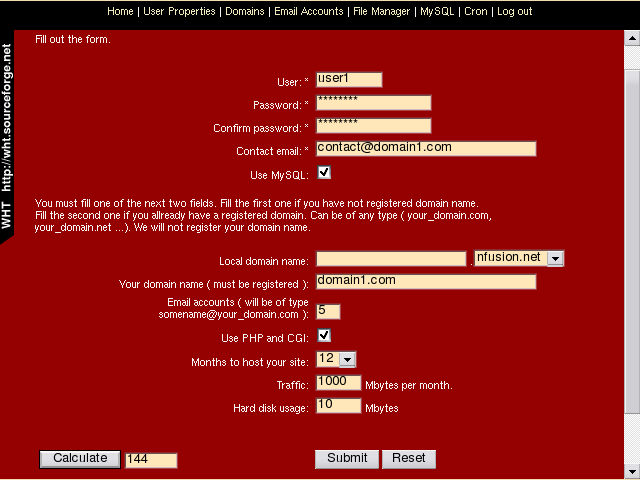 Home | User Properties | Domains | Email Accounts | File Manager | MySQL | Cron | Log out
WHT http://wht.sourceforge.net
Fill out the form.
User: * user1
Password: * ********
Confirm password: * ********
Contact email: * contact@domain1.com
Use MySQL:
You must fill one of the next two fields. Fill the first one if you have not registered domain name.
Fill the second one if you allready have a registered domain. Can be of any type ( your_domain.com,
your_domain.net ...). We will not register your domain name.
Local domain name: . nfusion.net
Your domain name ( must be registered ): domain1.com
Email accounts ( will be of type
somename@your_domain.com ): 5
Use PHP and CGI:
Months to host your site: 12
Traffic: 1000 Mbytes per month.
Hard disk usage: 10 Mbytes
Calculate 144 Submit Reset